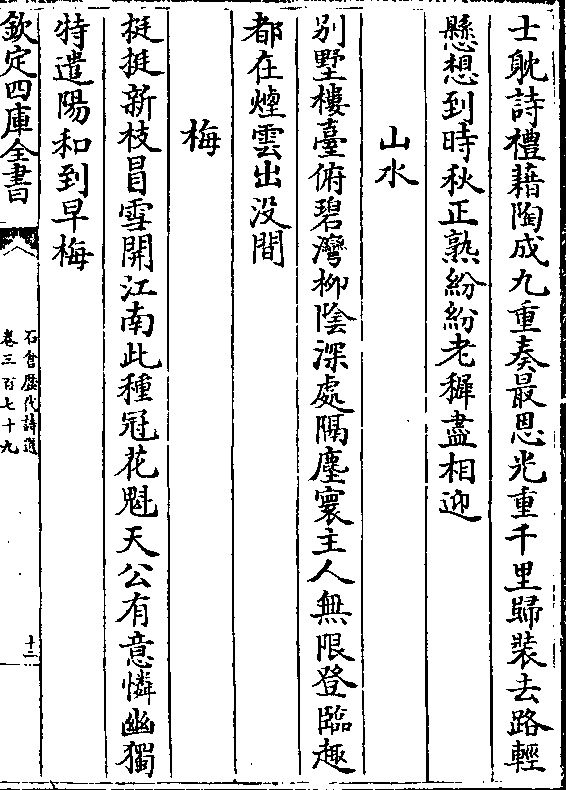 士耽詩禮藉陶成九重奏最恩光重千里歸裝去路輕
懸想到時秋正熟紛紛老穉盡相迎
山水
別墅樓臺俯碧灣柳陰深處隔塵寰主人無限登臨趣
都在煙雲出没間
梅
挺挺新枝冒雪開江南此種冠花魁天公有意憐幽獨
特遣陽和到早梅
欽定四庫全書
石倉歷代詩選
卷三百七十九
十二